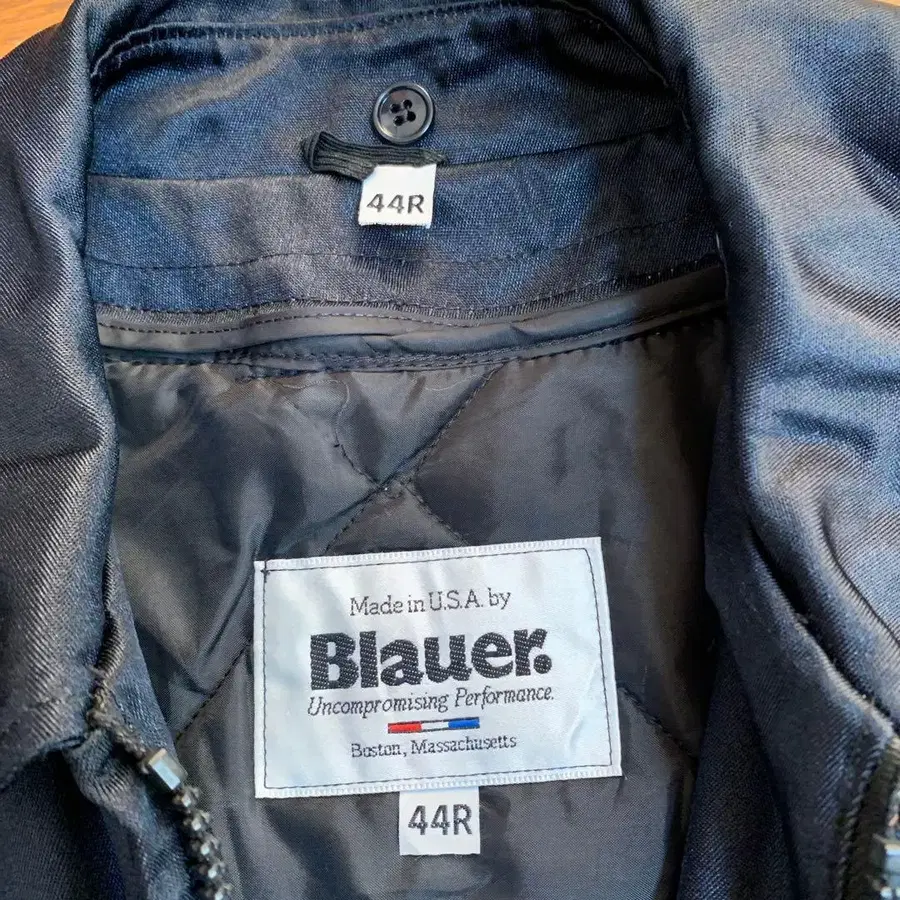 44R
Made in U.S.A. by
Blauer.
Uncompromising Performance.
Boston, Massachusetts
44R